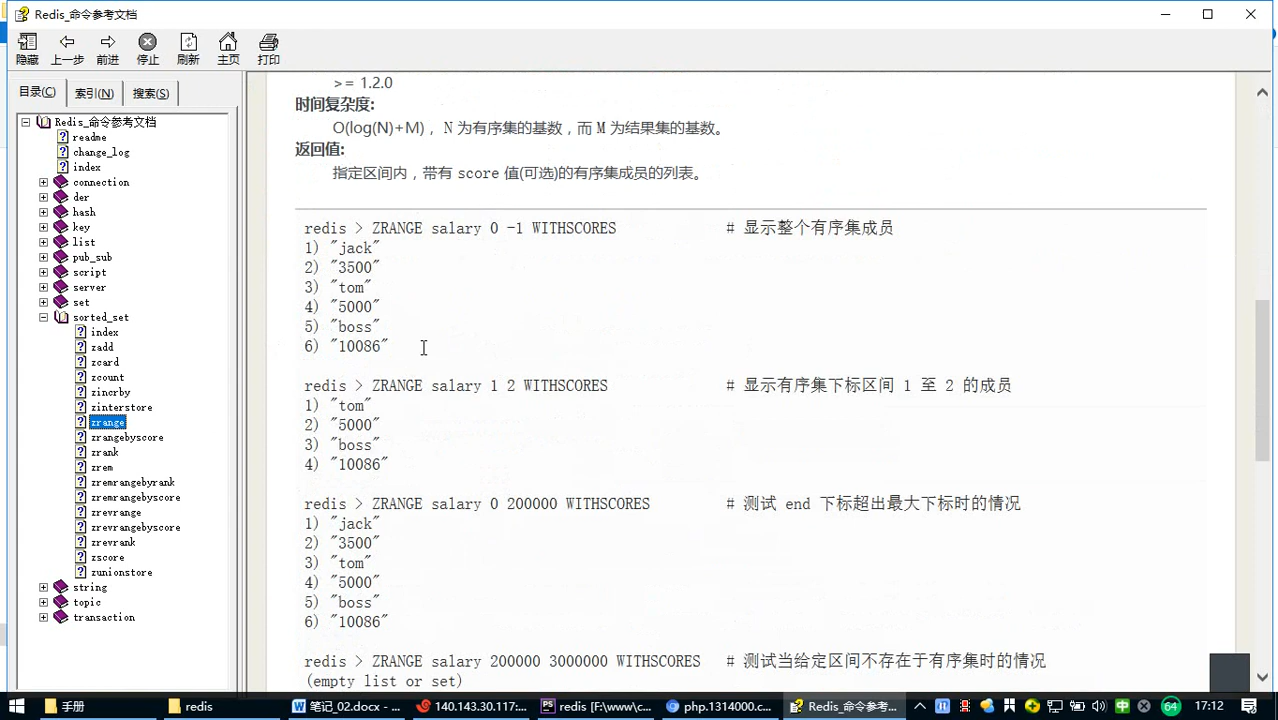 Redis_命令参考文档
隐藏 上一步 前进 停止 刷新 主页 打印
目录(C) 索引(N) 搜索(S)
Redis_命令参考文档
readme
change_log
index
connection
der
hash
key
list
pub_sub
script
server
set
sorted_set
index
zadd
zcard
zcount
zincrby
zinterstore
zrange
zrangebyscore
zrank
zrem
zremrangebyrank
zremrangebyscore
zrevrange
zrevrangebyscore
zrevrank
zscore
zunionstore
string
topic
transaction
>= 1.2.0
时间复杂度:
O(log(N)+M)， N 为有序集的基数，而 M 为结果集的基数。
返回值:
指定区间内，带有 score 值(可选)的有序集成员的列表。
redis > ZRANGE salary 0 -1 WITHSCORES # 显示整个有序集成员
1) "jack"
2) "3500"
3) "tom"
4) "5000"
5) "boss"
6) "10086"
redis > ZRANGE salary 1 2 WITHSCORES # 显示有序集下标区间 1 至 2 的成员
1) "tom"
2) "5000"
3) "boss"
4) "10086"
redis > ZRANGE salary 0 200000 WITHSCORES # 测试 end 下标超出最大下标时的情况
1) "jack"
2) "3500"
3) "tom"
4) "5000"
5) "boss"
6) "10086"
redis > ZRANGE salary 200000 3000000 WITHSCORES # 测试当给定区间不存在于有序集时的情况
(empty list or set)
手册 redis 笔记_02.docx - ... 140.143.30.117:... redis [F:\www\c... php.1314000.c... Redis_命令参考... 中 64 17:12